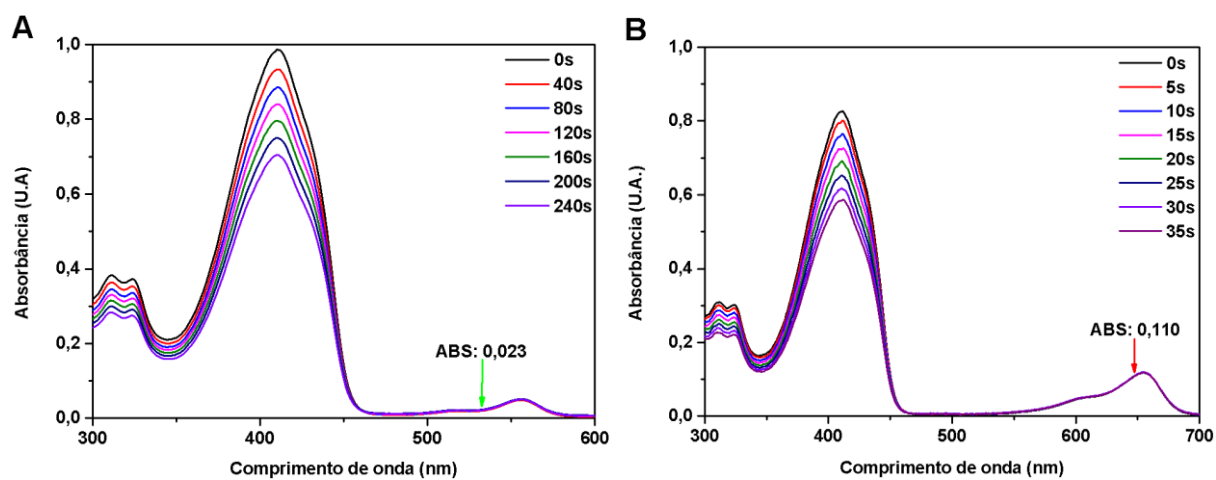 A
Absorbância (U.A)
1,0
0,8
0,6
0,4
0,2
0,0
300
400
500
600
Comprimento de onda (nm)
0s
40s
80s
120s
160s
200s
240s
ABS: 0,023
B
Absorbância (U.A.)
1,0
0,8
0,6
0,4
0,2
0,0
300
400
500
600
700
Comprimento de onda (nm)
0s
5s
10s
15s
20s
25s
30s
35s
ABS: 0,110